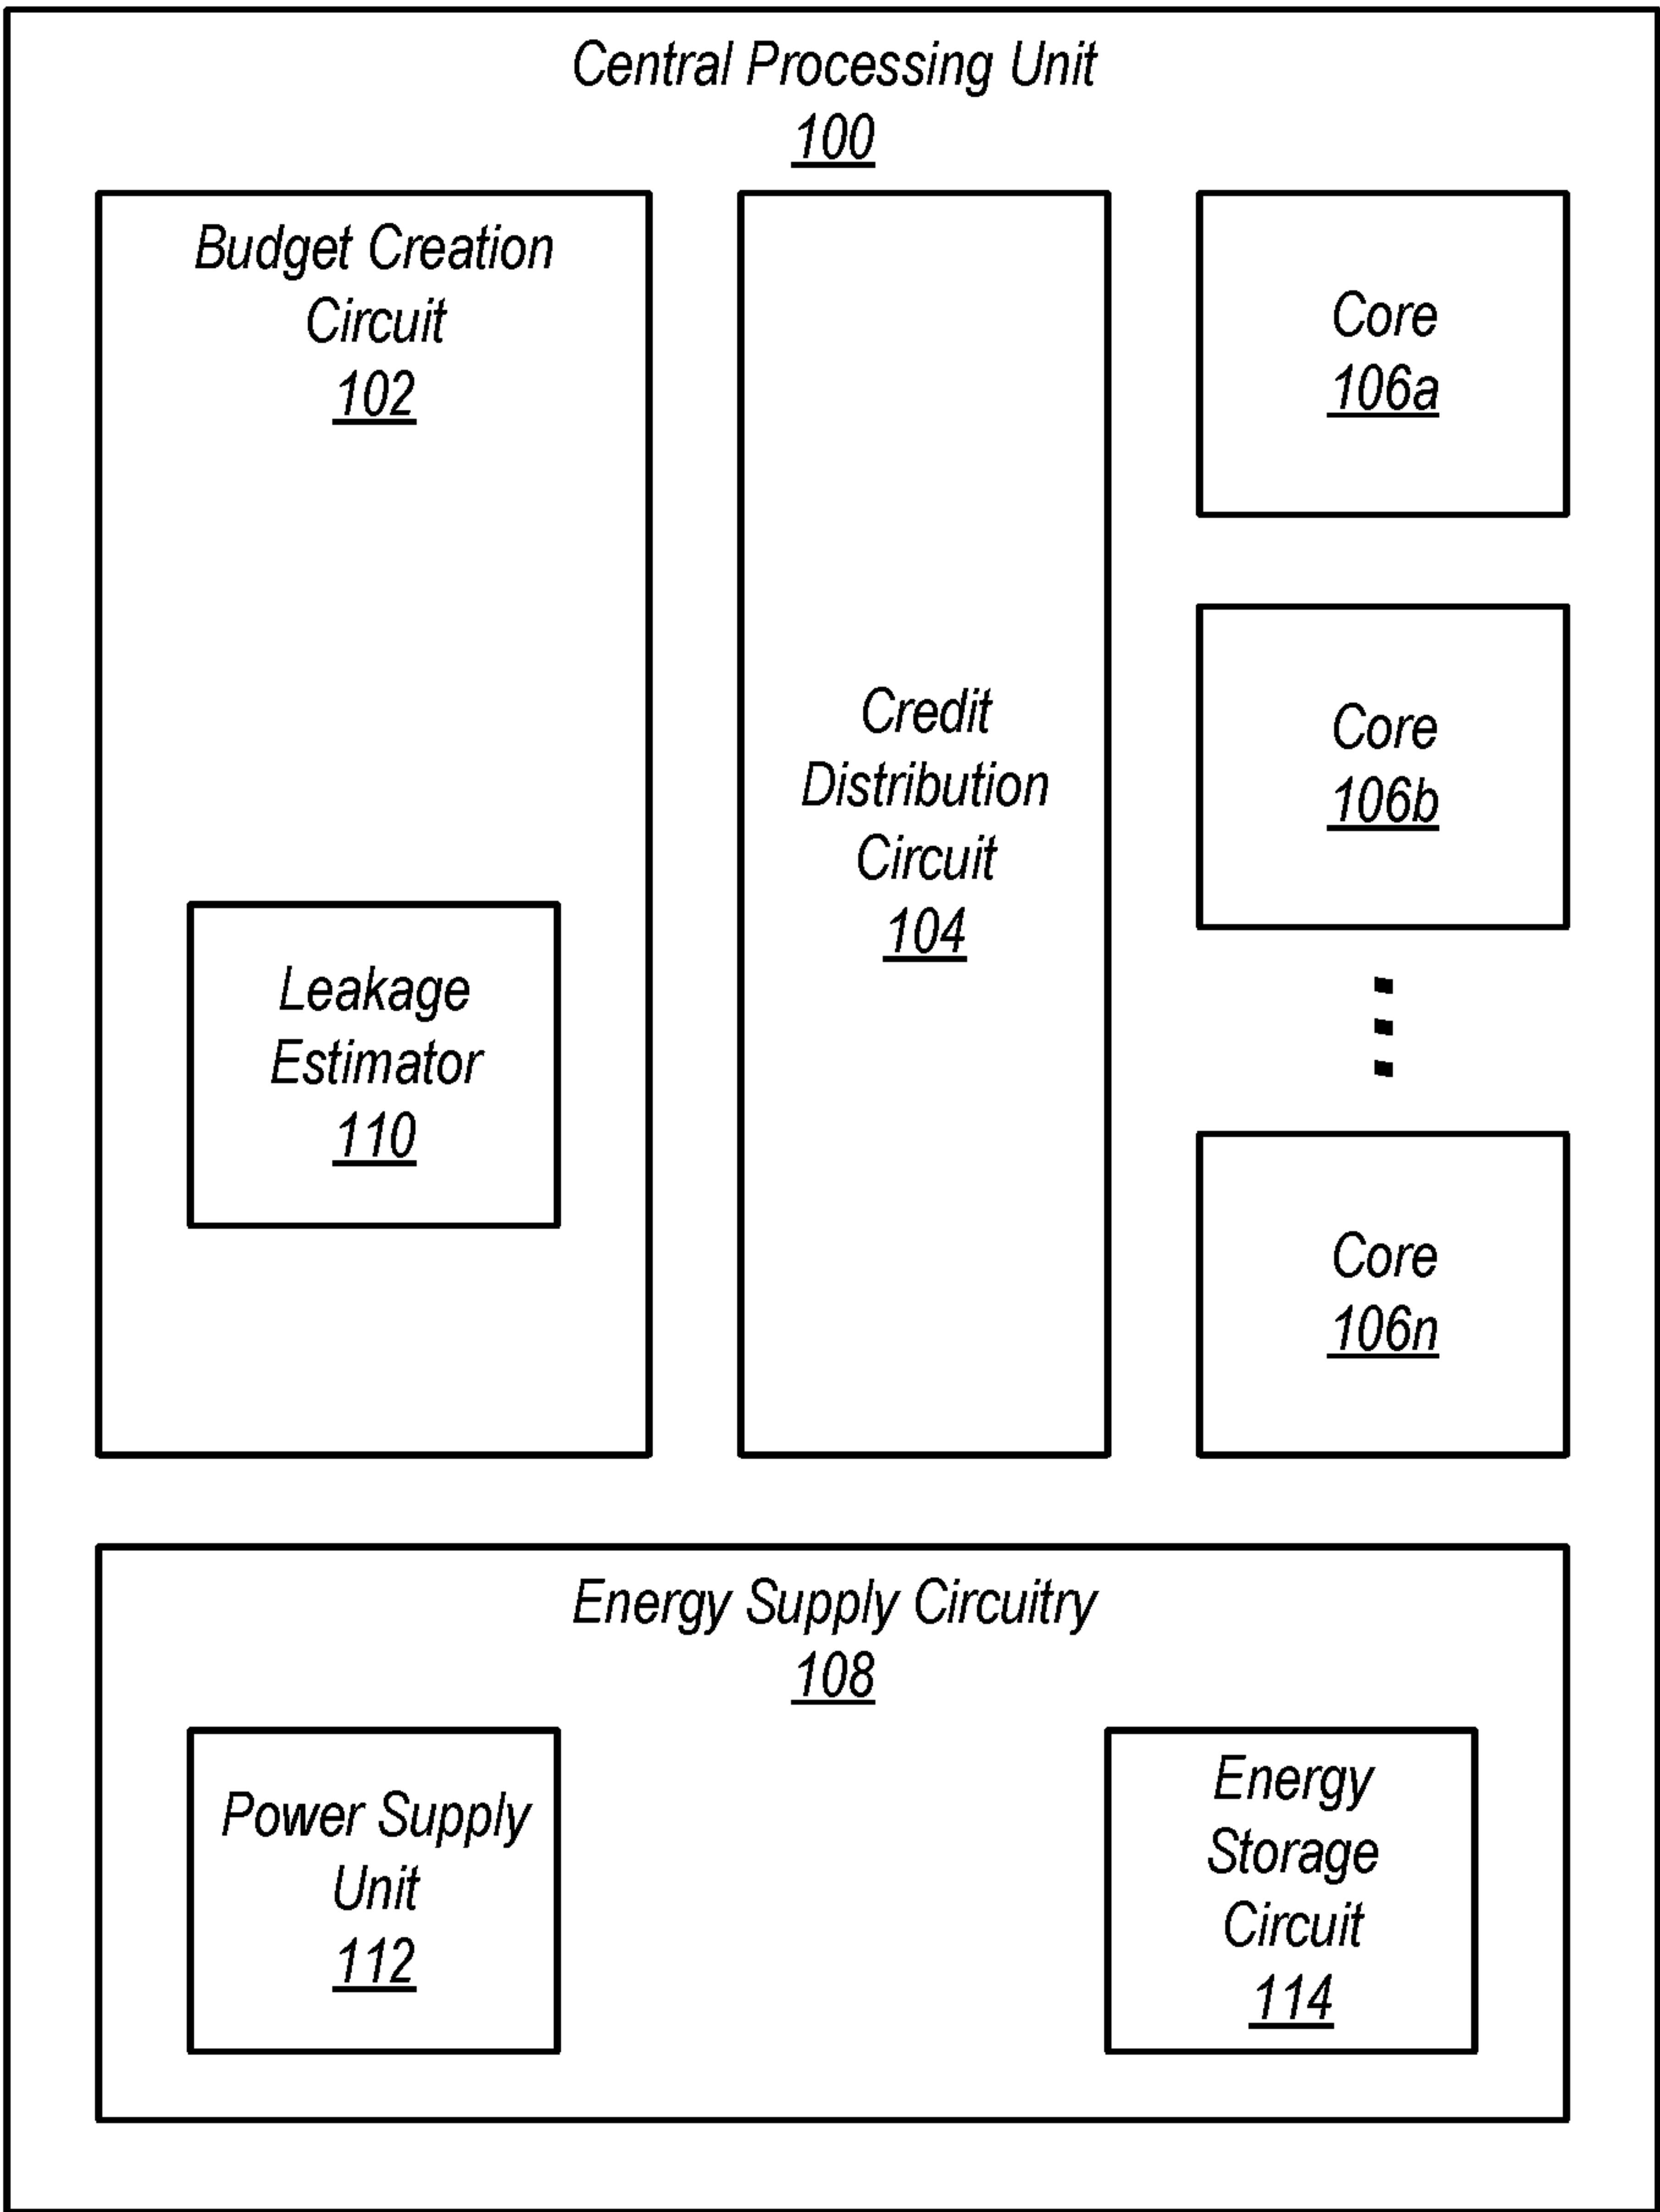 Central Processing Unit
100
Budget Creation
Circuit
102
Leakage
Estimator
110
Credit
Distribution
Circuit
104
Core
106a
Core
106b
Core
106n
Energy Supply Circuitry
108
Power Supply
Unit
112
Energy
Storage
Circuit
114